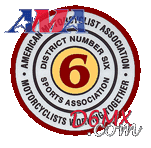 AMA
AMERICAN MOTORCYCLIST ASSOCIATION
DISTRICT NUMBER SIX
6
SPORTS ASSOCIATION
MOTORCYCLISTS WORKING TOGETHER
D6MX
.com